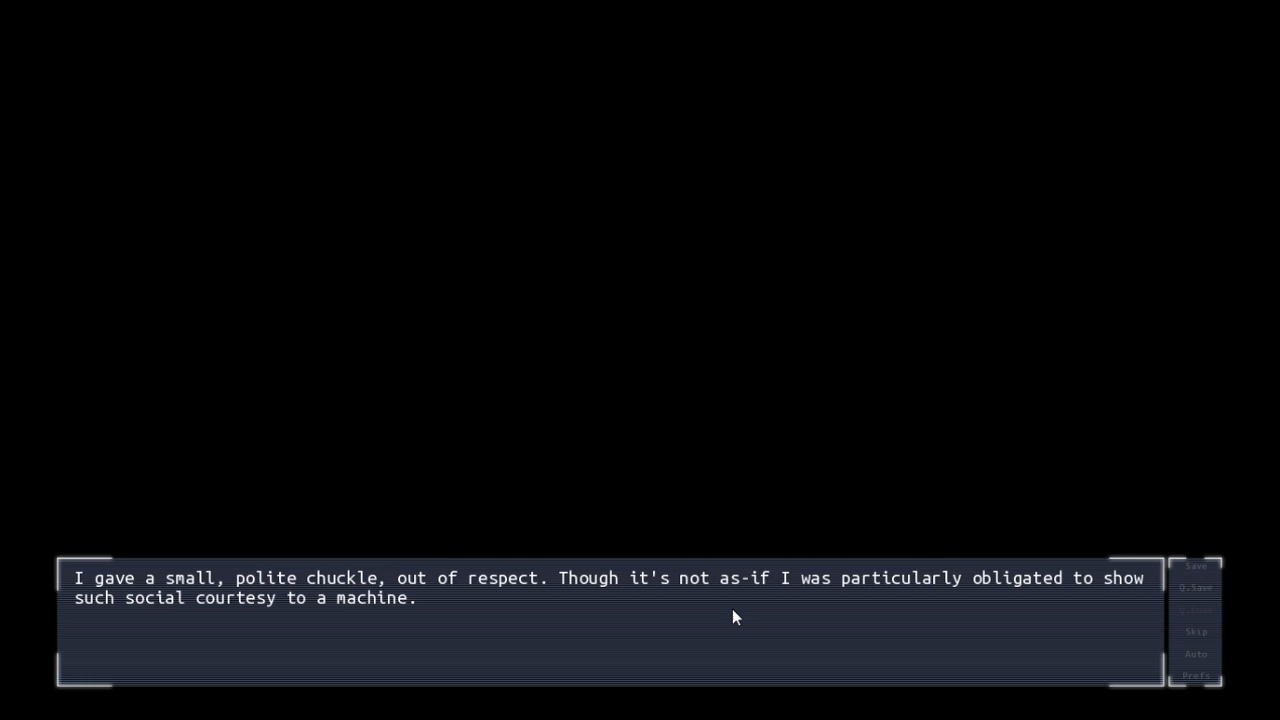 I gave a small, polite chuckle, out of respect. Though it's not as-if I was particularly obligated to show
such social courtesy to a machine.
Save
Q.Save
Skip
Auto
Prefs